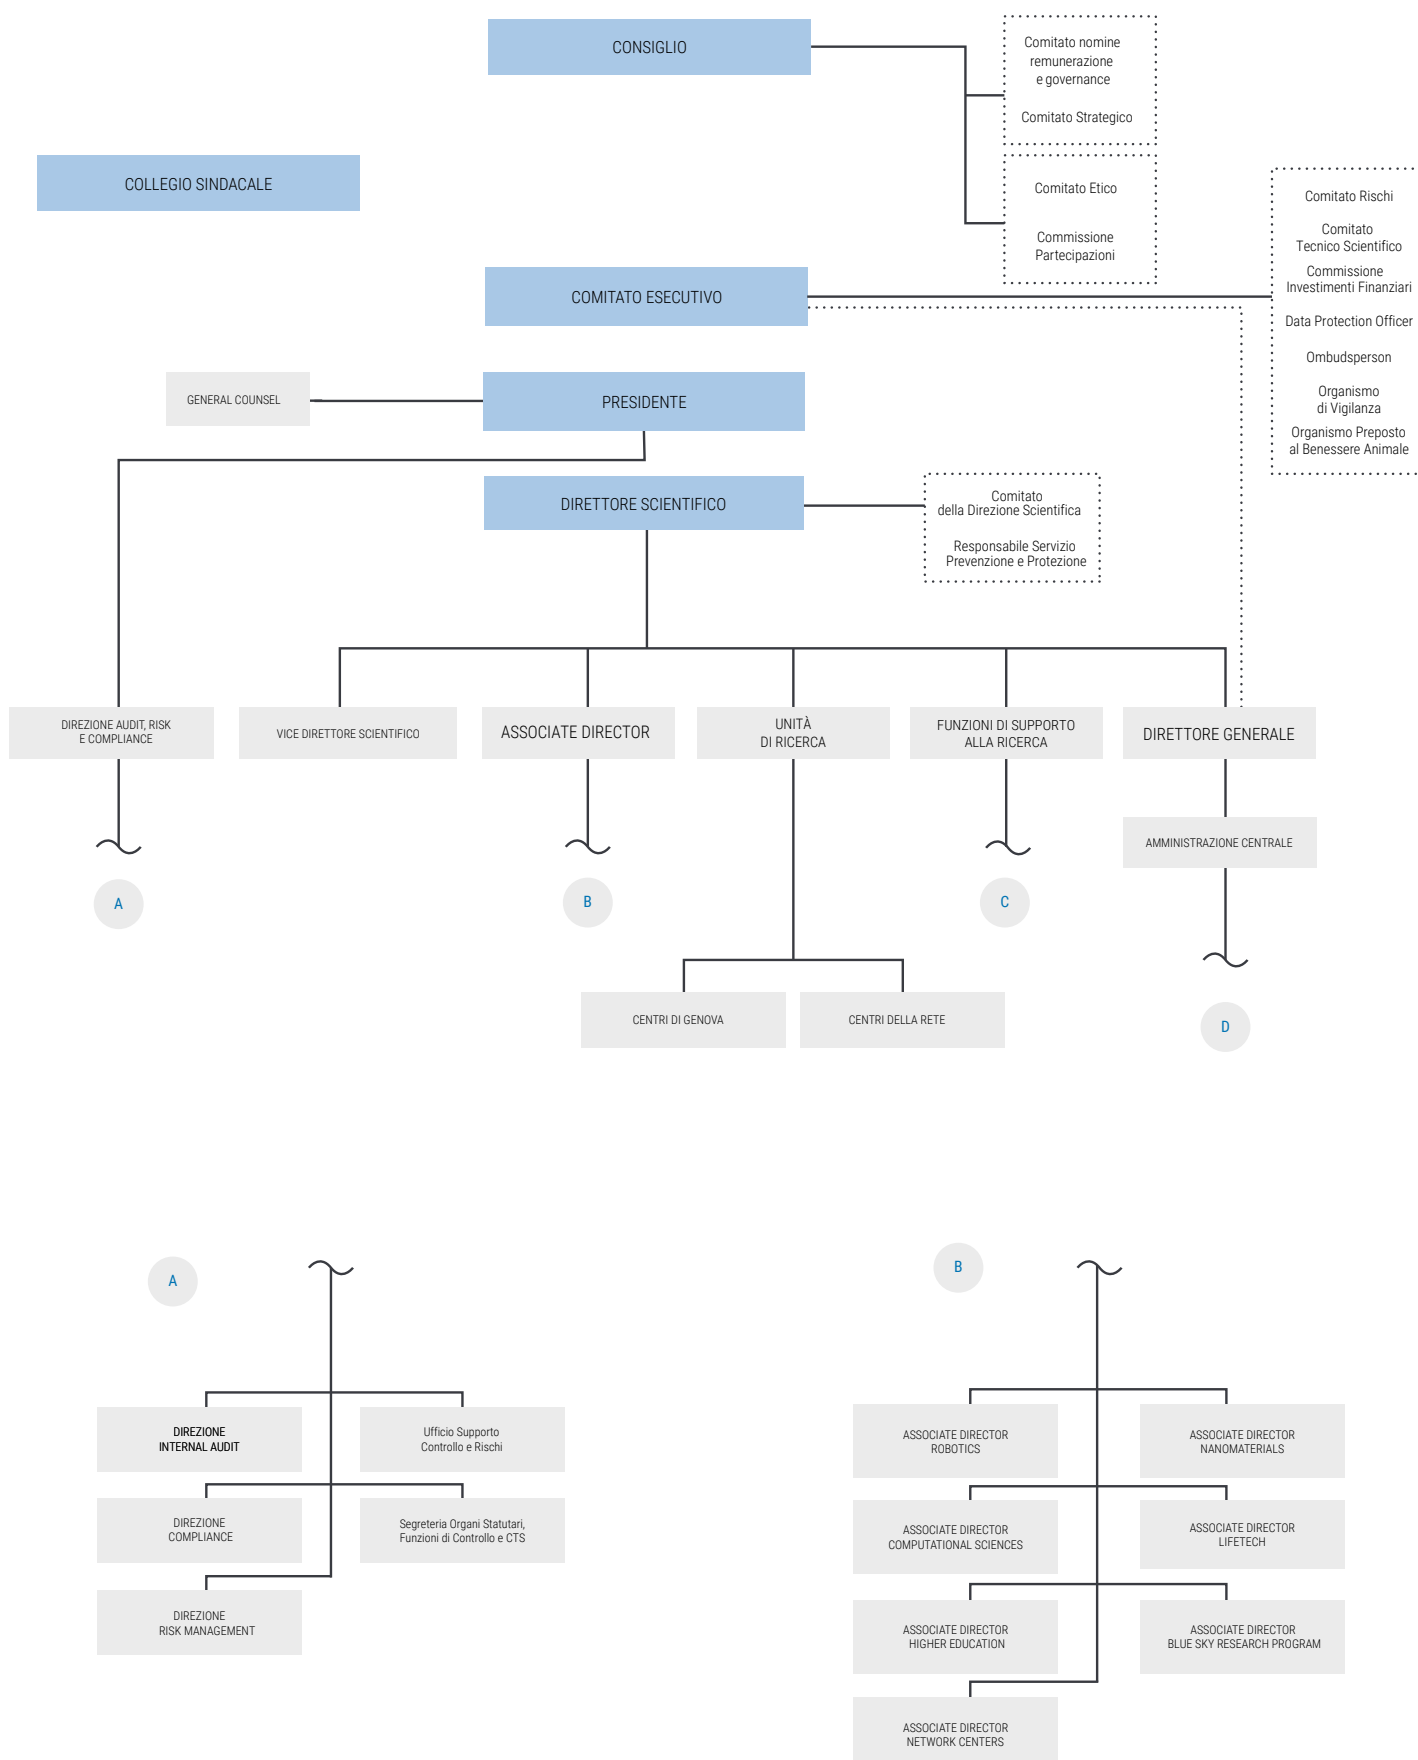 CONSIGLIO
Comitato nomine
remunerazione
e governance
Comitato Strategico
COLLEGIO SINDACALE
Comitato Etico
Commissione
Partecipazioni
Comitato Rischi
Comitato
Tecnico Scientifico
Commissione
Investimenti Finanziari
Data Protection Officer
Ombudsperson
Organismo
di Vigilanza
Organismo Preposto
al Benessere Animale
COMITATO ESECUTIVO
GENERAL COUNSEL
PRESIDENTE
DIRETTORE SCIENTIFICO
Comitato
della Direzione Scientifica
Responsabile Servizio
Prevenzione e Protezione
DIREZIONE AUDIT, RISK
E COMPLIANCE
VICE DIRETTORE SCIENTIFICO
ASSOCIATE DIRECTOR
UNITÀ
DI RICERCA
FUNZIONI DI SUPPORTO
ALLA RICERCA
DIRETTORE GENERALE
AMMINISTRAZIONE CENTRALE
A
B
C
CENTRI DI GENOVA
CENTRI DELLA RETE
D
A
DIREZIONE
INTERNAL AUDIT
Ufficio Supporto
Controllo e Rischi
DIREZIONE
COMPLIANCE
Segreteria Organi Statutari,
Funzioni di Controllo e CTS
DIREZIONE
RISK MANAGEMENT
B
ASSOCIATE DIRECTOR
ROBOTICS
ASSOCIATE DIRECTOR
NANOMATERIALS
ASSOCIATE DIRECTOR
COMPUTATIONAL SCIENCES
ASSOCIATE DIRECTOR
LIFETECH
ASSOCIATE DIRECTOR
HIGHER EDUCATION
ASSOCIATE DIRECTOR
BLUE SKY RESEARCH PROGRAM
ASSOCIATE DIRECTOR
NETWORK CENTERS